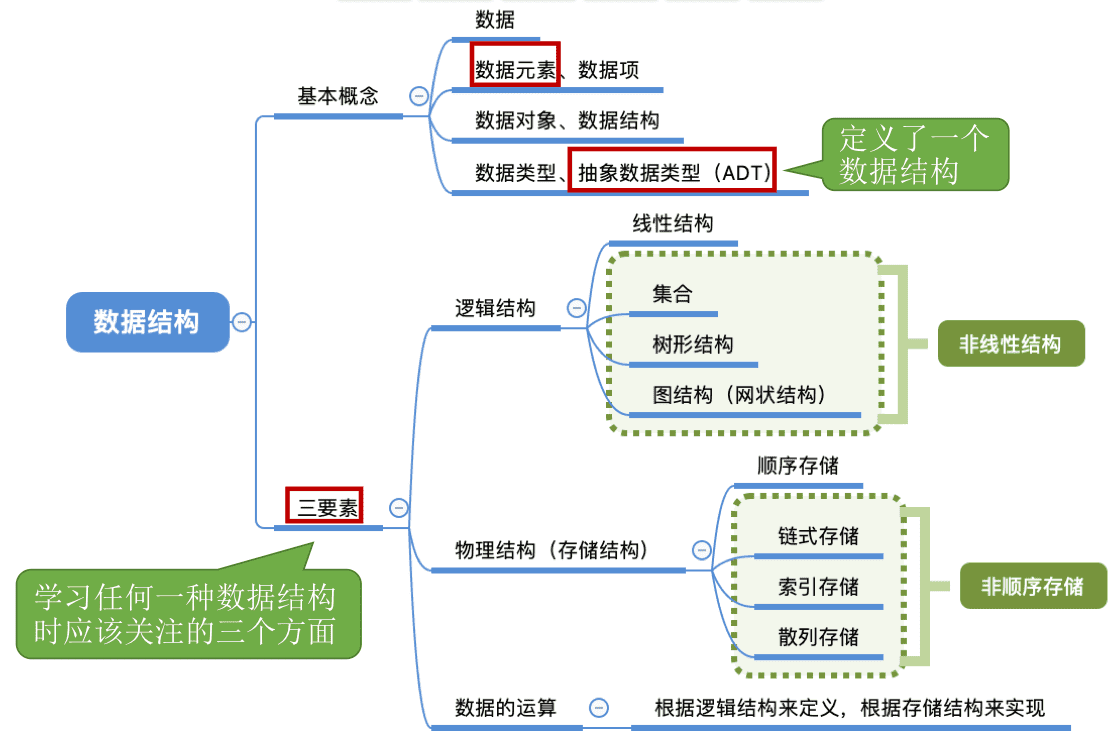 数据
数据元素、数据项
基本概念
数据对象、数据结构
定义了一个
数据结构
数据类型、抽象数据类型（ADT）
线性结构
集合
逻辑结构
数据结构
树形结构
非线性结构
图结构（网状结构）
顺序存储
三要素
链式存储
物理结构（存储结构）
索引存储
非顺序存储
学习任何一种数据结构
时应该关注的三个方面
散列存储
数据的运算
根据逻辑结构来定义，根据存储结构来实现